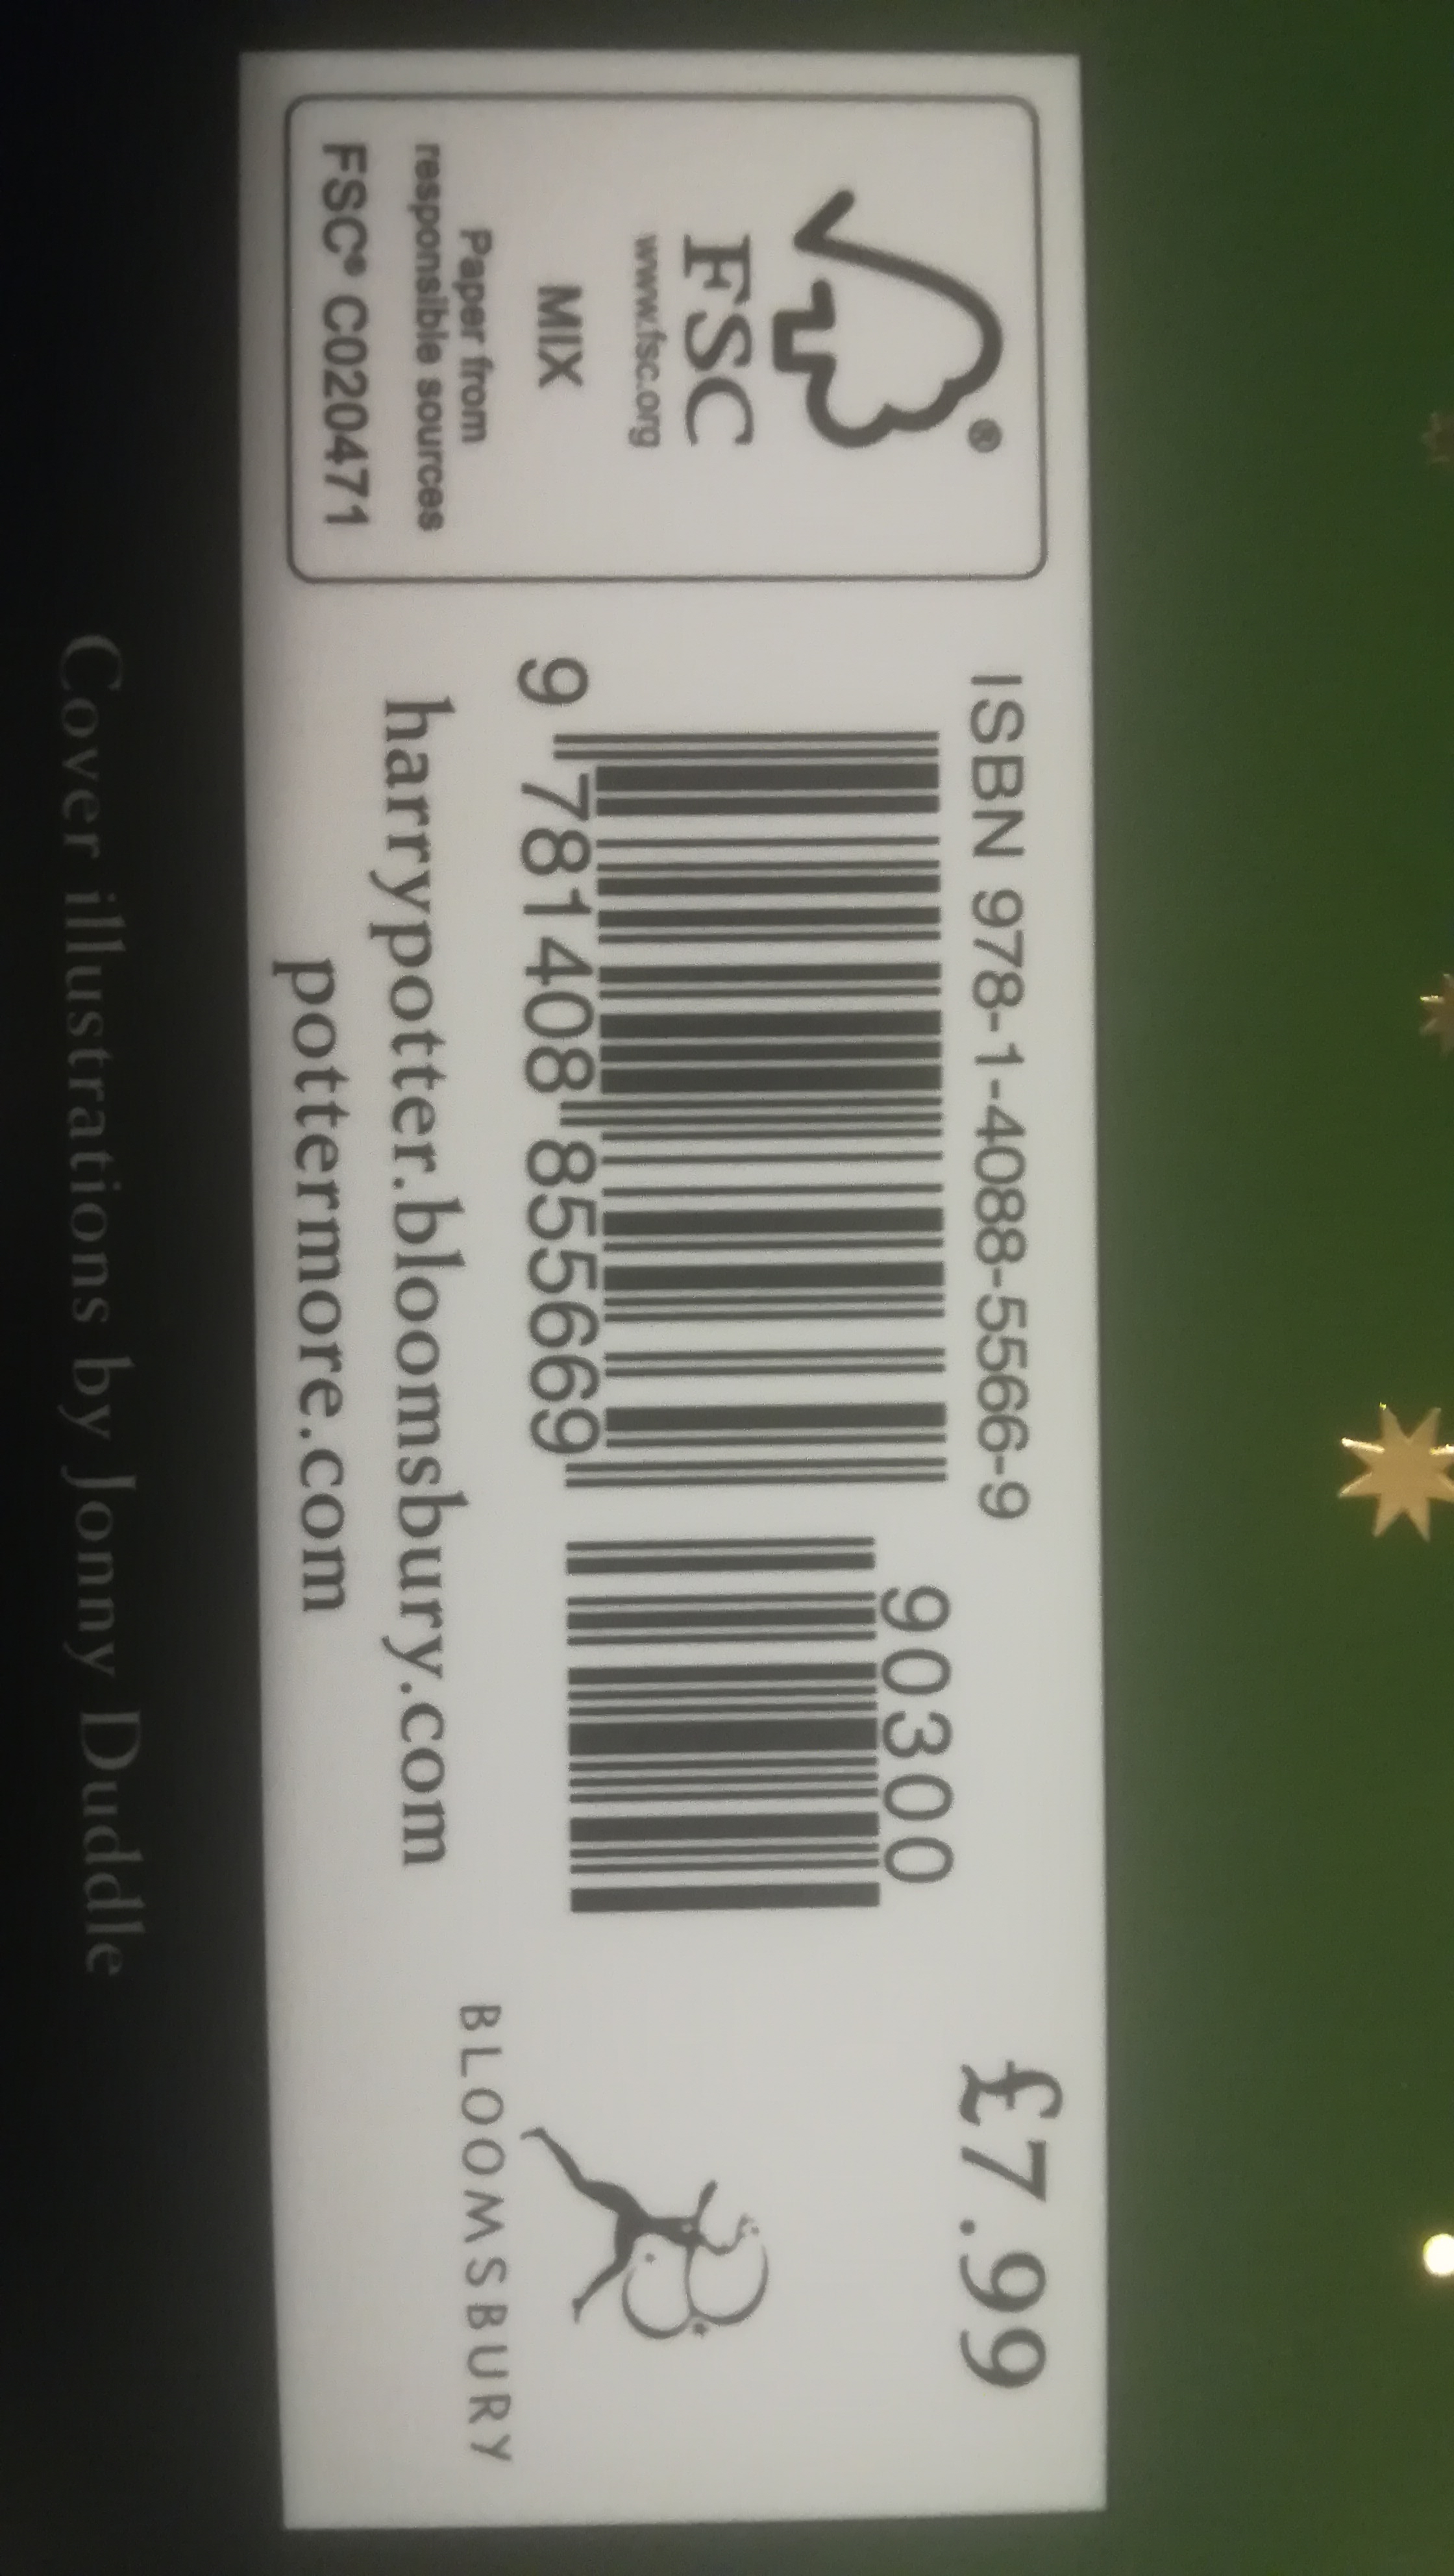 FSC®
www.fsc.org
MIX
Paper from
responsible sources
FSC® C020471
ISBN 978-1-4088-5566-9
90300
9 781408 855669
harrypotter.bloomsbury.com
pottermore.com
£7.99
BLOOMSBURY
Cover illustrations by Jonny Duddle